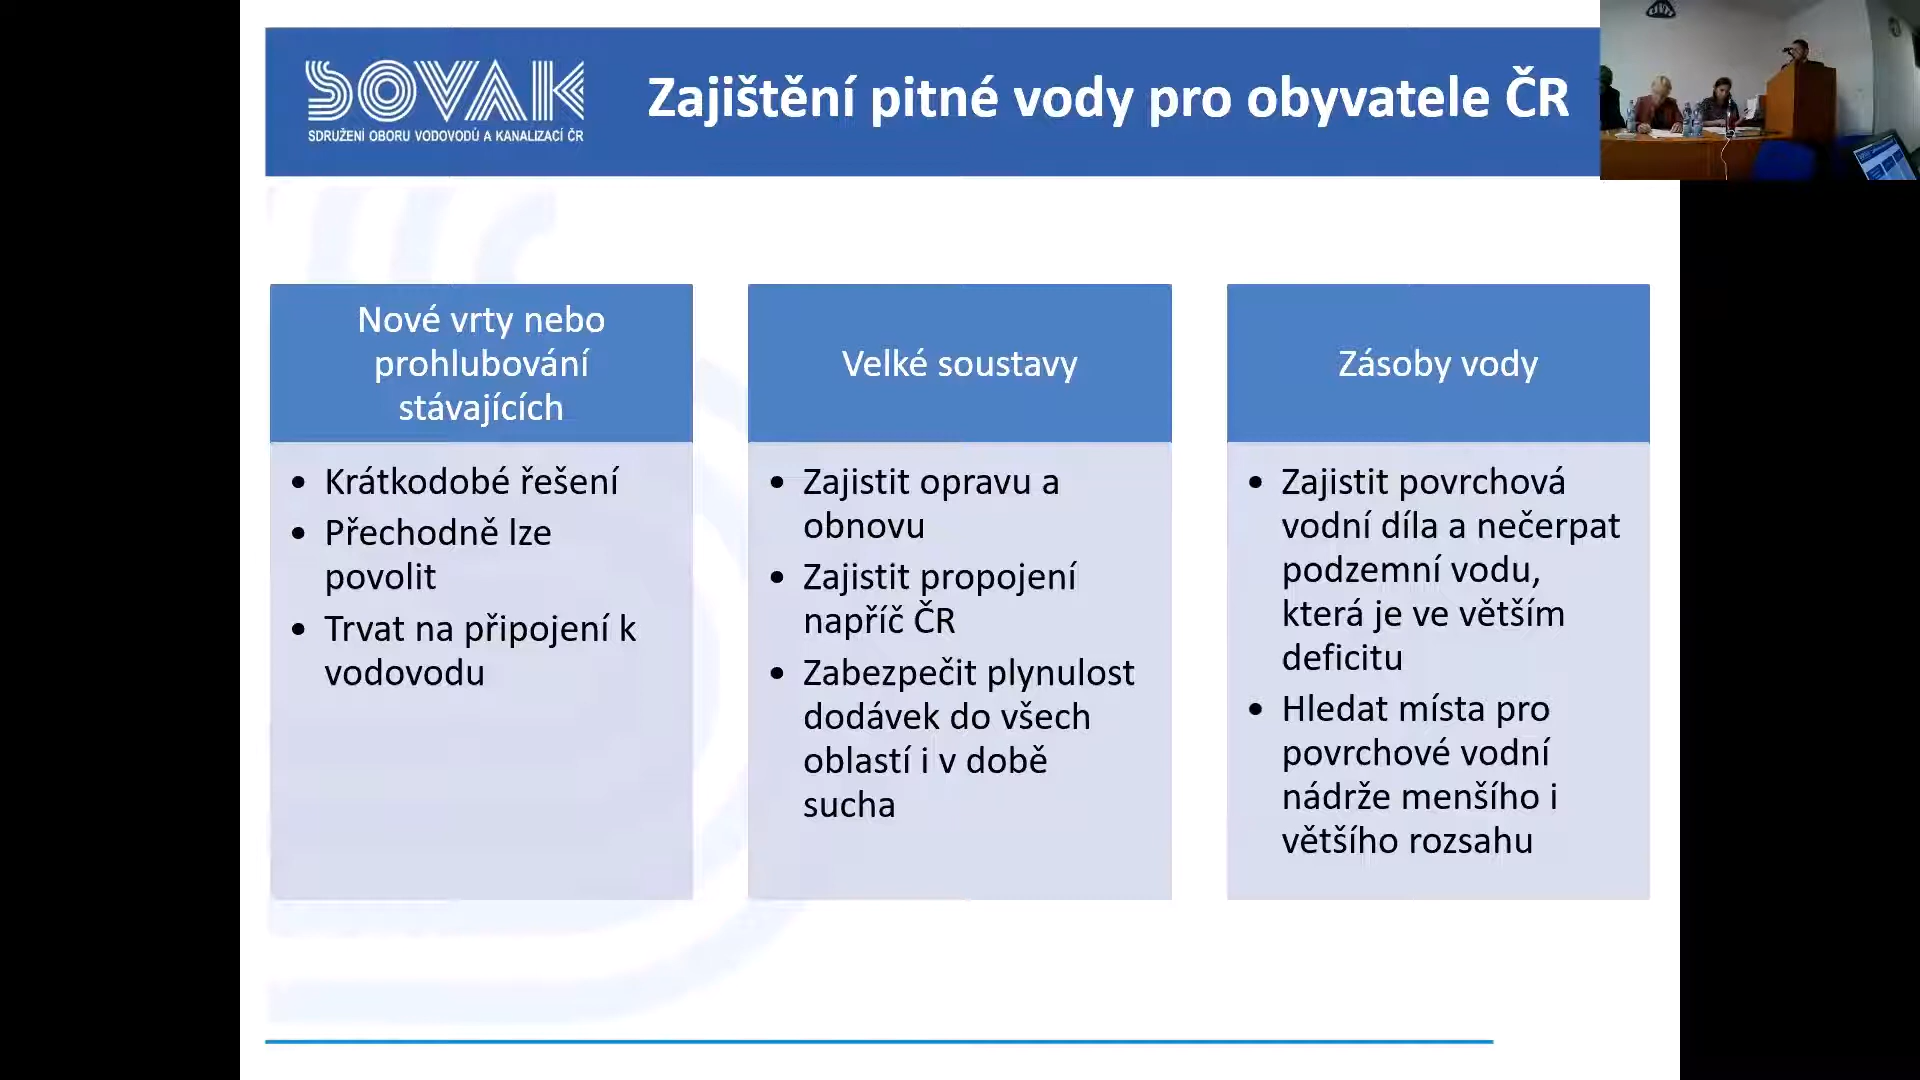 SOVAK
SDRUŽENÍ OBORU VODOVODŮ A KANALIZACÍ ČR
Zajištění pitné vody pro obyvatele ČR
Nové vrty nebo
prohlubování
stávajících
• Krátkodobé řešení
• Přechodně lze
povolit
• Trvat na připojení k
vodovodu
Velké soustavy
• Zajistit opravu a
obnovu
• Zajistit propojení
napříč ČR
• Zabezpečit plynulost
dodávek do všech
oblastí i v době
sucha
Zásoby vody
• Zajistit povrchová
vodní díla a nečerpat
podzemní vodu,
která je ve větším
deficitu
• Hledat místa pro
povrchové vodní
nádrže menšího i
většího rozsahu